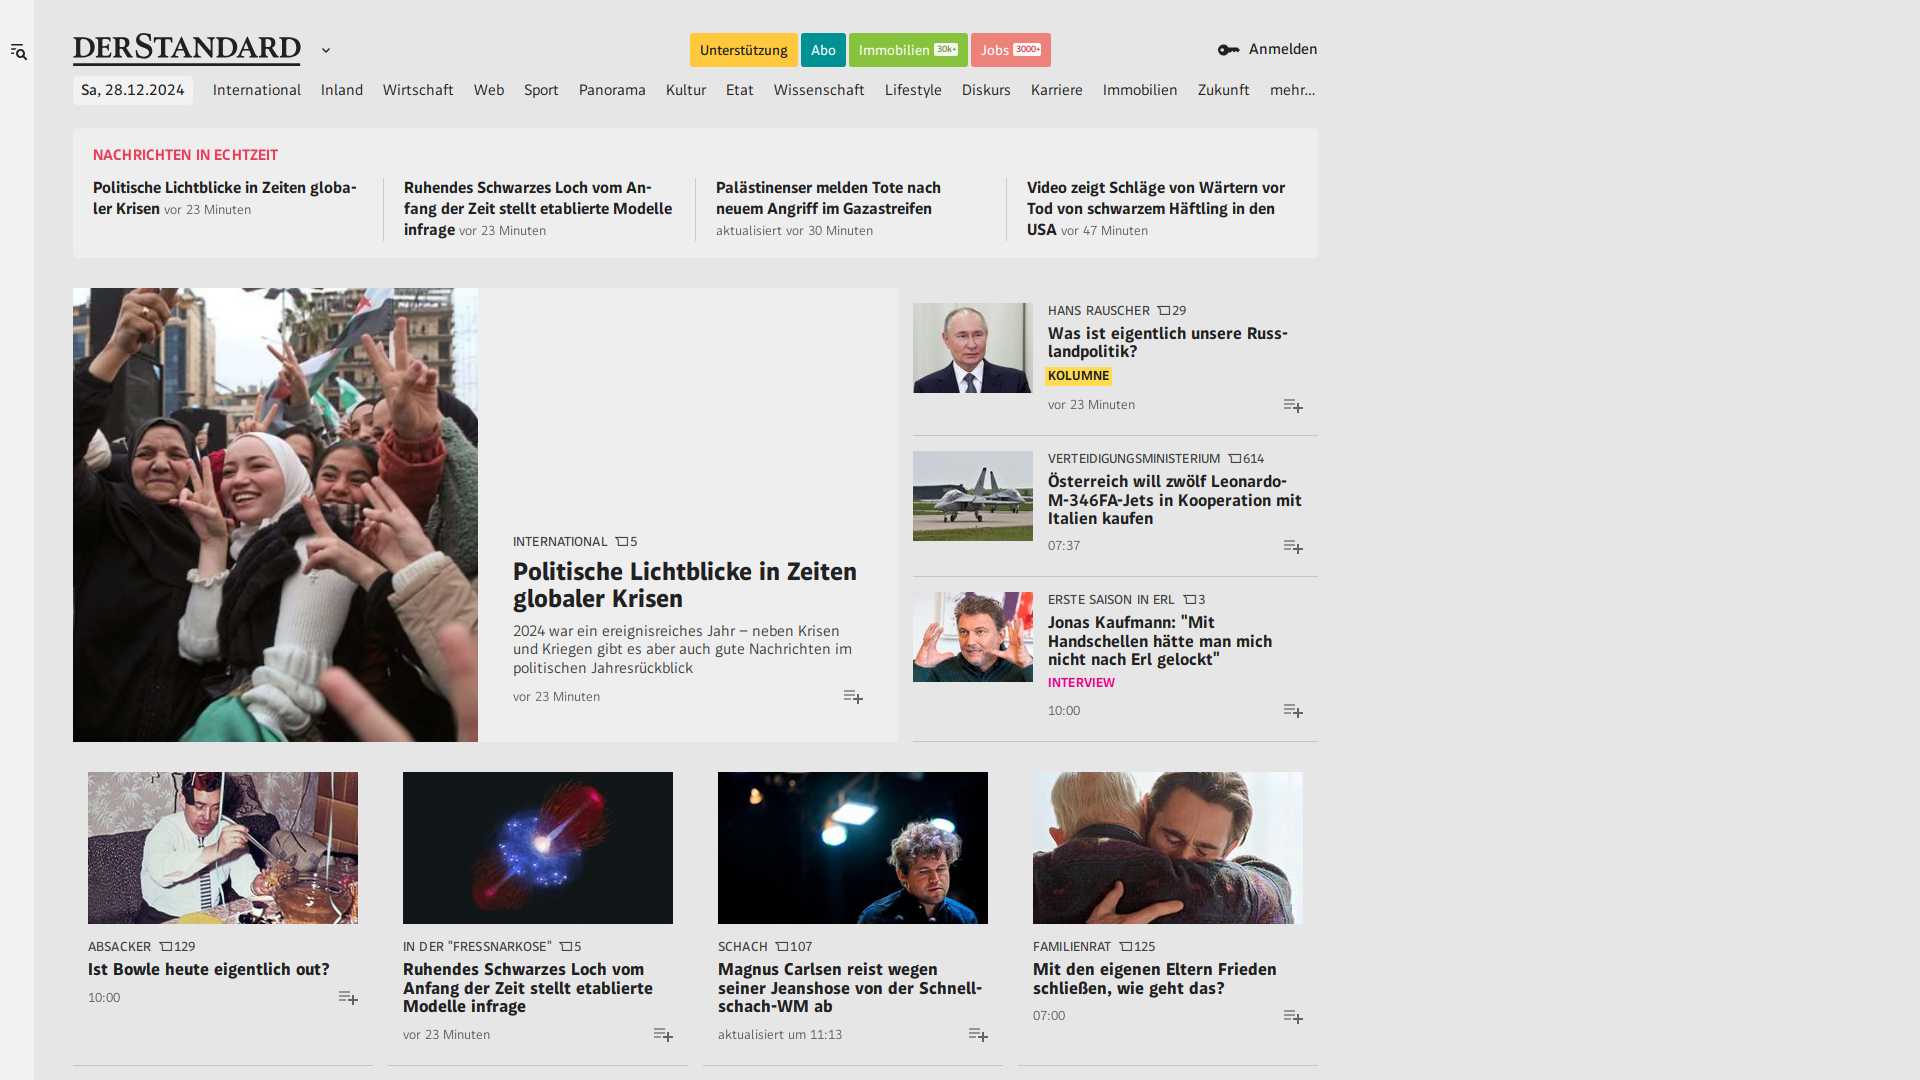 DERSTANDARD
Unterstützung
Abo
Immobilien 30k+
Jobs 3000+
Anmelden
Sa, 28.12.2024
International
Inland
Wirtschaft
Web
Sport
Panorama
Kultur
Etat
Wissenschaft
Lifestyle
Diskurs
Karriere
Immobilien
Zukunft
mehr...
NACHRICHTEN IN ECHTZEIT
Politische Lichtblicke in Zeiten globa-
ler Krisen vor 23 Minuten
Ruhendes Schwarzes Loch vom An-
fang der Zeit stellt etablierte Modelle
infrage vor 23 Minuten
Palästinenser melden Tote nach
neuem Angriff im Gazastreifen
aktualisiert vor 30 Minuten
Video zeigt Schläge von Wärtern vor
Tod von schwarzem Häftling in den
USA vor 47 Minuten
INTERNATIONAL 5
Politische Lichtblicke in Zeiten
globaler Krisen
2024 war ein ereignisreiches Jahr – neben Krisen
und Kriegen gibt es aber auch gute Nachrichten im
politischen Jahresrückblick
vor 23 Minuten
HANS RAUSCHER 29
Was ist eigentlich unsere Russ-
landpolitik?
KOLUMNE
vor 23 Minuten
VERTEIDIGUNGSMINISTERIUM 614
Österreich will zwölf Leonardo-
M-346FA-Jets in Kooperation mit
Italien kaufen
07:37
ERSTE SAISON IN ERL 3
Jonas Kaufmann: "Mit
Handschellen hätte man mich
nicht nach Erl gelockt"
INTERVIEW
10:00
ABSACKER 129
Ist Bowle heute eigentlich out?
10:00
IN DER "FRESSNARKOSE" 5
Ruhendes Schwarzes Loch vom
Anfang der Zeit stellt etablierte
Modelle infrage
vor 23 Minuten
SCHACH 107
Magnus Carlsen reist wegen
seiner Jeanshose von der Schnell-
schach-WM ab
aktualisiert um 11:13
FAMILIENRAT 125
Mit den eigenen Eltern Frieden
schließen, wie geht das?
07:00